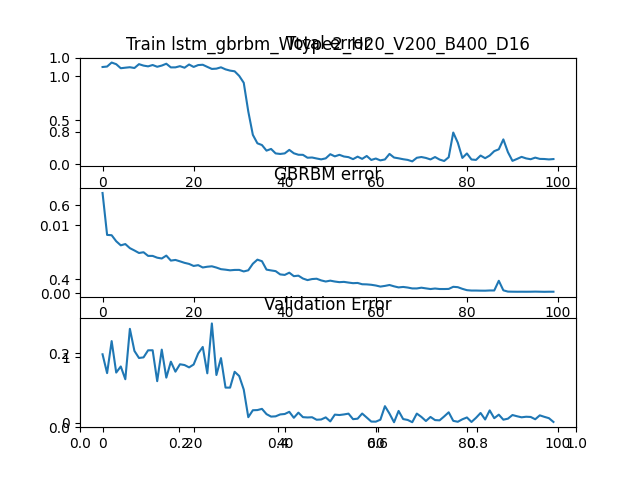 Train lstm_gbrbm_Wtype2_H20_V200_B400_D16
Total error
1.0
1.0
0.5
0.8
0.0
0 20 40 60 80 100
GBRBM error
0.6
0.01
0.4
0.00
0 20 40 60 80 100
Validation Error
0.2
1
0
0.0
0 20 40 60 80 100
0.0 0.2 0.4 0.6 0.8 1.0